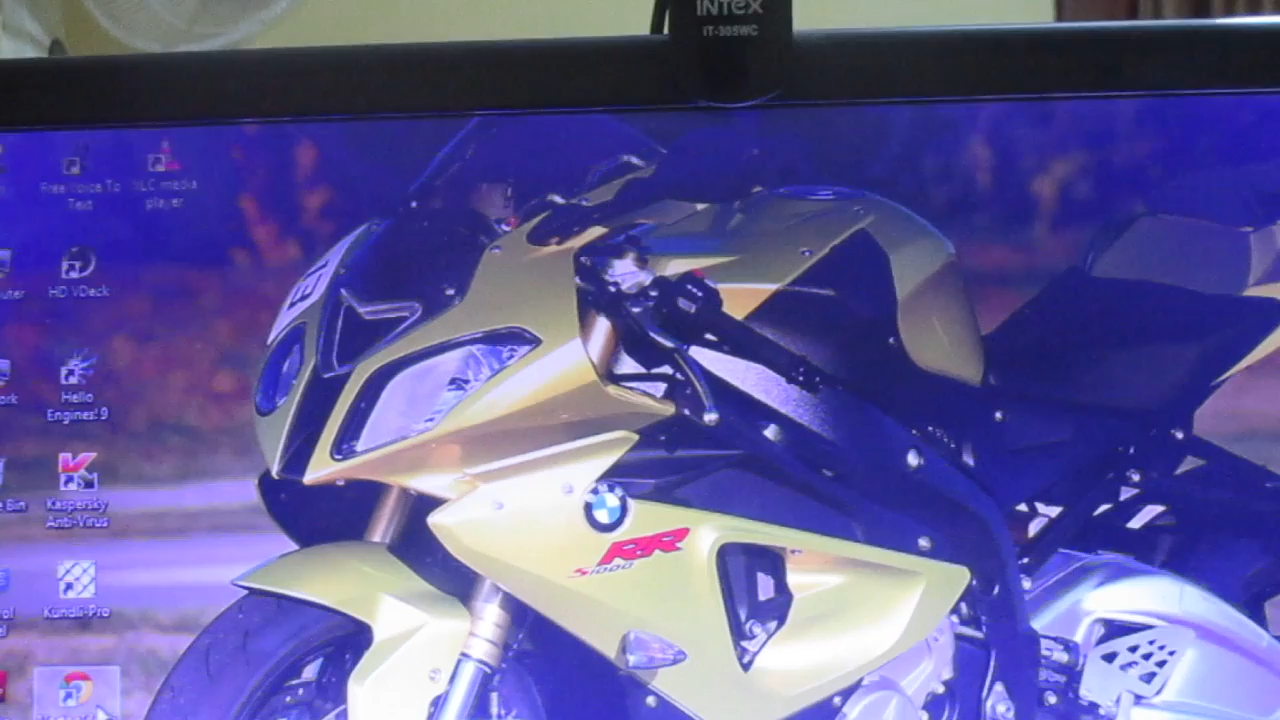 INTEX
IT-305WC
Free Voice To
Text
VLC media
player
HD VDeck
Hello
Engines! 9
Kaspersky
Anti-Virus
Kundli-Pro
BMW
RR
S1000